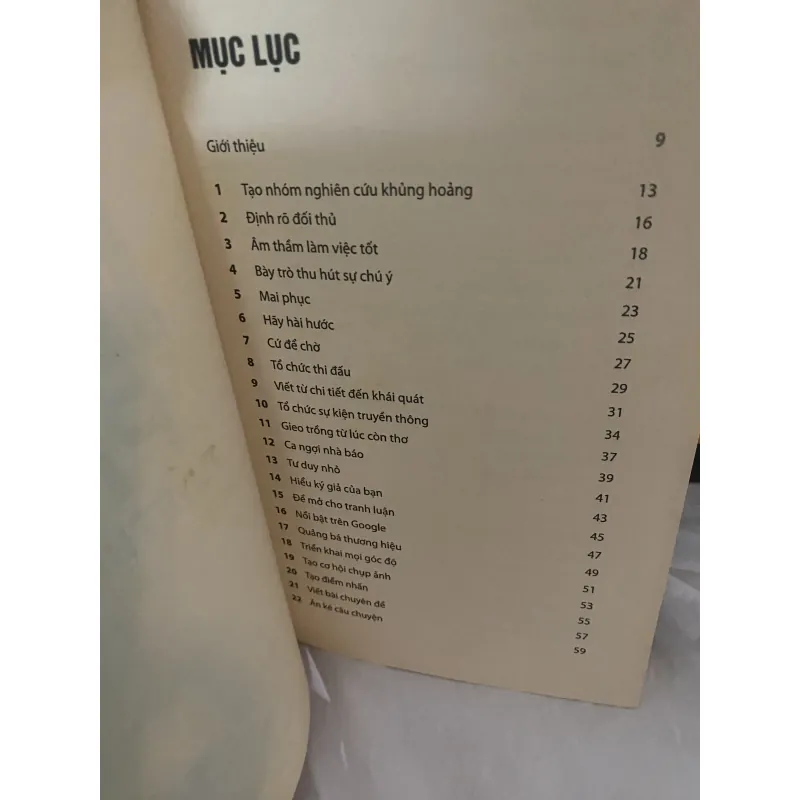 MỤC LỤC
Giới thiệu 9
1 Tạo nhóm nghiên cứu khủng hoảng 13
2 Định rõ đối thủ 16
3 Âm thầm làm việc tốt 18
4 Bày trò thu hút sự chú ý 21
5 Mai phục 23
6 Hãy hài hước 25
7 Cứ để chờ 27
8 Tổ chức thi đấu 29
9 Viết từ chi tiết đến khái quát 31
10 Tổ chức sự kiện truyền thông 34
11 Gieo trồng từ lúc còn thơ 37
12 Ca ngợi nhà báo 39
13 Tư duy nhỏ 41
14 Hiểu ký giả của bạn 43
15 Để mở cho tranh luận 45
16 Nổi bật trên Google 47
17 Quảng bá thương hiệu 49
18 Triển khai mọi góc độ 51
19 Tạo cơ hội chụp ảnh 53
20 Tạo điểm nhấn 55
21 Viết bài chuyên đề 57
22 Ăn ké câu chuyện 59